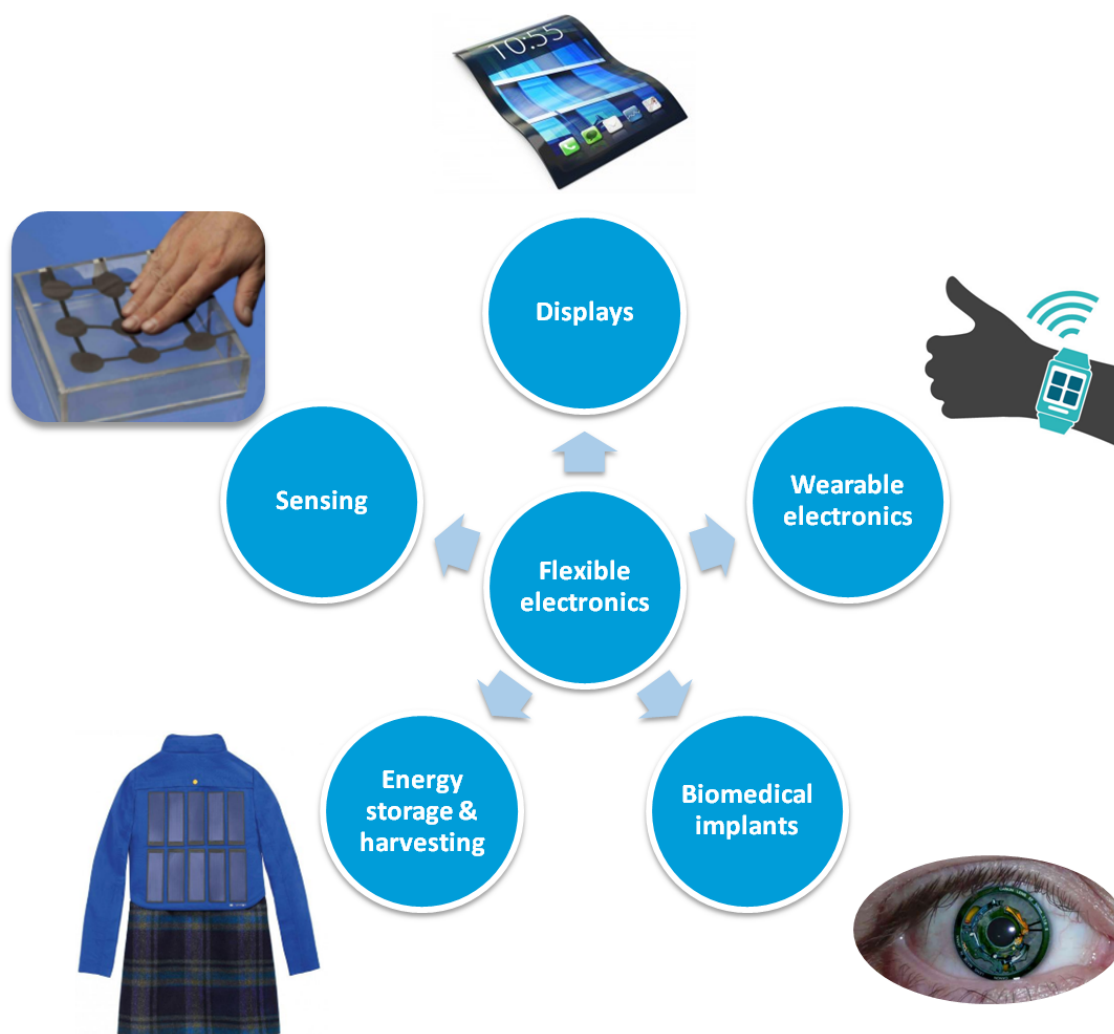 10:55
Displays
Sensing
Wearable
electronics
Flexible
electronics
Energy
storage &
harvesting
Biomedical
implants